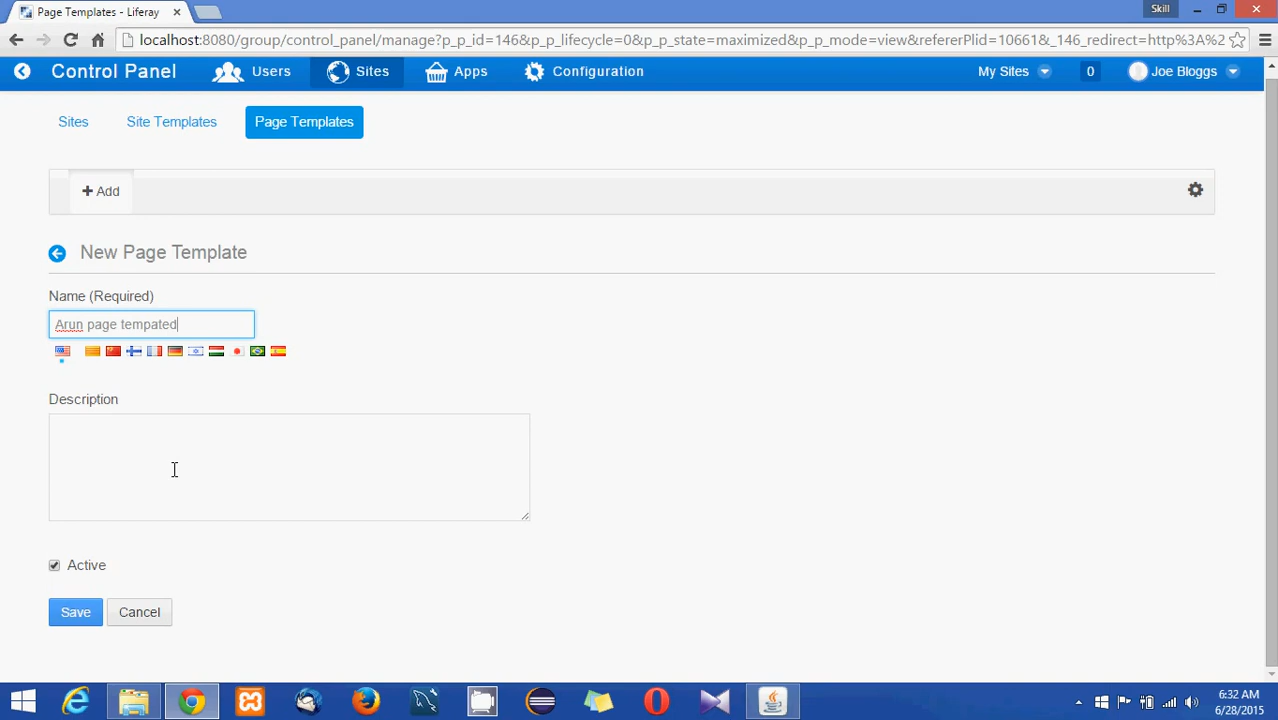 Page Templates - Liferay
Skill
localhost:8080/group/control_panel/manage?p_p_id=146&p_p_lifecycle=0&p_p_state=maximized&p_p_mode=view&refererPlid=10661&_146_redirect=http%3A%2
Control Panel Users Sites Apps Configuration My Sites 0 Joe Bloggs
Sites Site Templates Page Templates
+ Add
New Page Template
Name (Required)
Arun page tempated
Description
Active
Save Cancel
6:32 AM
6/28/2015